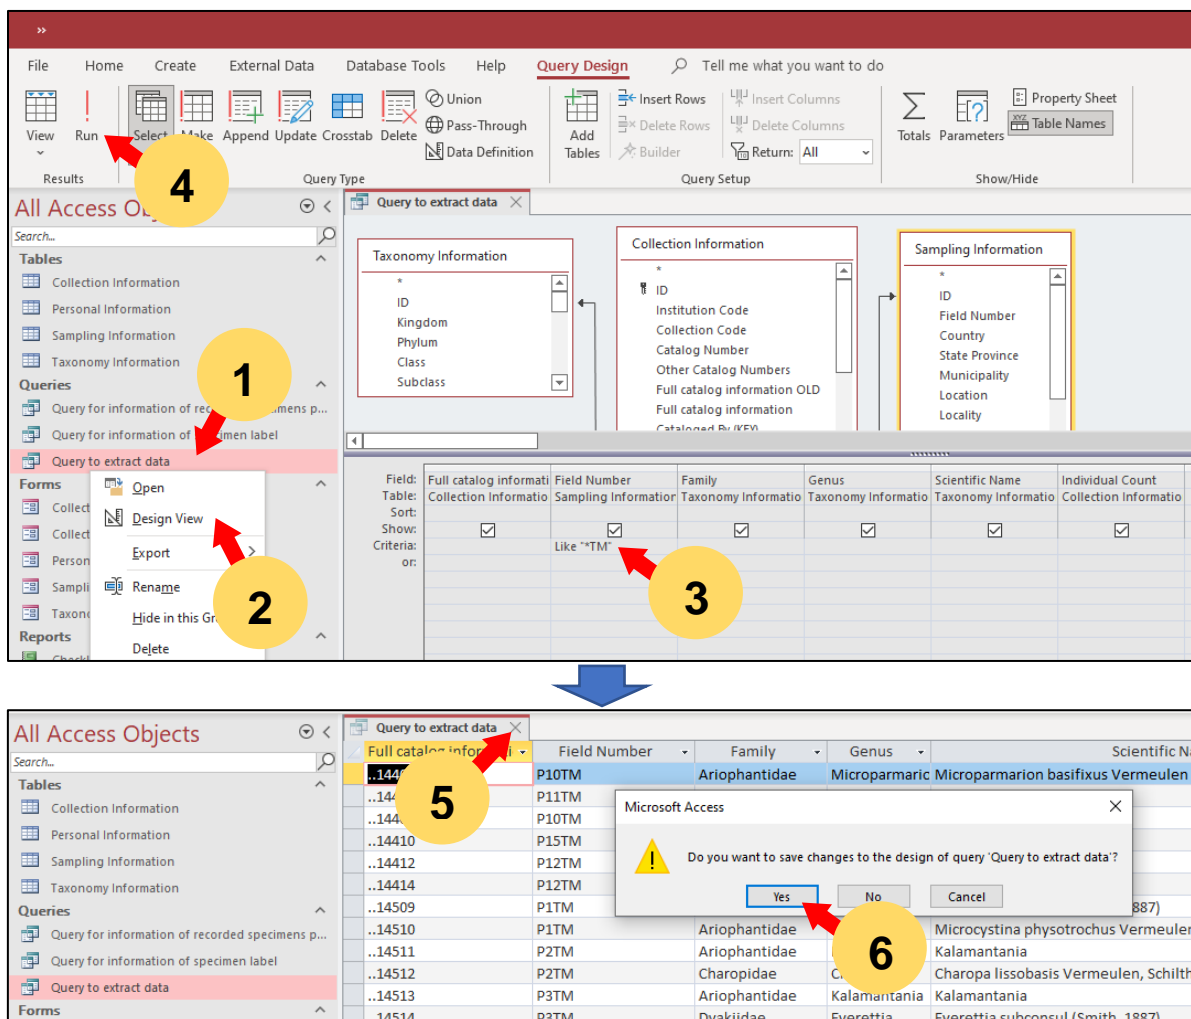 »
File Home Create External Data Database Tools Help Query Design Tell me what you want to do
View Run Select Make Append Update Crosstab Delete
Union
Pass-Through
Data Definition
Add Tables
Insert Rows
Delete Rows
Builder
Insert Columns
Delete Columns
Return: All
Totals Parameters
Property Sheet
Table Names
Results Query Type Query Setup Show/Hide
4
All Access
Search...
Tables
Collection Information
Personal Information
Sampling Information
Taxonomy Information
Queries
Query for information of p...
Query for information of label
Query to extract data
Forms
Reports
1
Open
Design View
Export
Rename
Hide in this
Delete
2
Query to extract data
Taxonomy Information
*
ID
Kingdom
Phylum
Class
Subclass
Collection Information
*
ID
Institution Code
Collection Code
Catalog Number
Other Catalog Numbers
Full catalog information OLD
Full catalog information
Cataloged By (KEY)
Sampling Information
*
ID
Field Number
Country
State Province
Municipality
Location
Locality
Field: Full catalog informati Field Number Family Genus Scientific Name Individual Count
Table: Collection Informatio Sampling Information Taxonomy Informatio Taxonomy Informatio Taxonomy Informatio Collection Informatio
Sort:
Show:
Criteria: Like "*TM"
or:
3
All Access Objects
Search...
Tables
Collection Information
Personal Information
Sampling Information
Taxonomy Information
Queries
Query for information of recorded specimens p...
Query for information of specimen label
Query to extract data
Forms
Query to extract data
5
Full catalog Field Number Family Genus Scientific
P10TM Ariophantidae Microparmaric Microparmarion basifixus Vermeulen
P11TM
P10TM
..14410 P15TM
..14412 P12TM
..14414 P12TM
..14509 P1TM 1887)
..14510 P1TM Ariophantidae Microcystina physotrochus Vermeulen
..14511 P2TM Ariophantidae Kalamantania
..14512 P2TM Charopidae Charopa lissobasis Vermeulen, Schilth
..14513 P3TM Ariophantidae Kalamantania Kalamantania
..14514 P3TM Dyakiidae Everettia Everettia subconsul (Smith, 1887)
Microsoft Access
Do you want to save changes to the design of query 'Query to extract data'?
Yes No Cancel
6